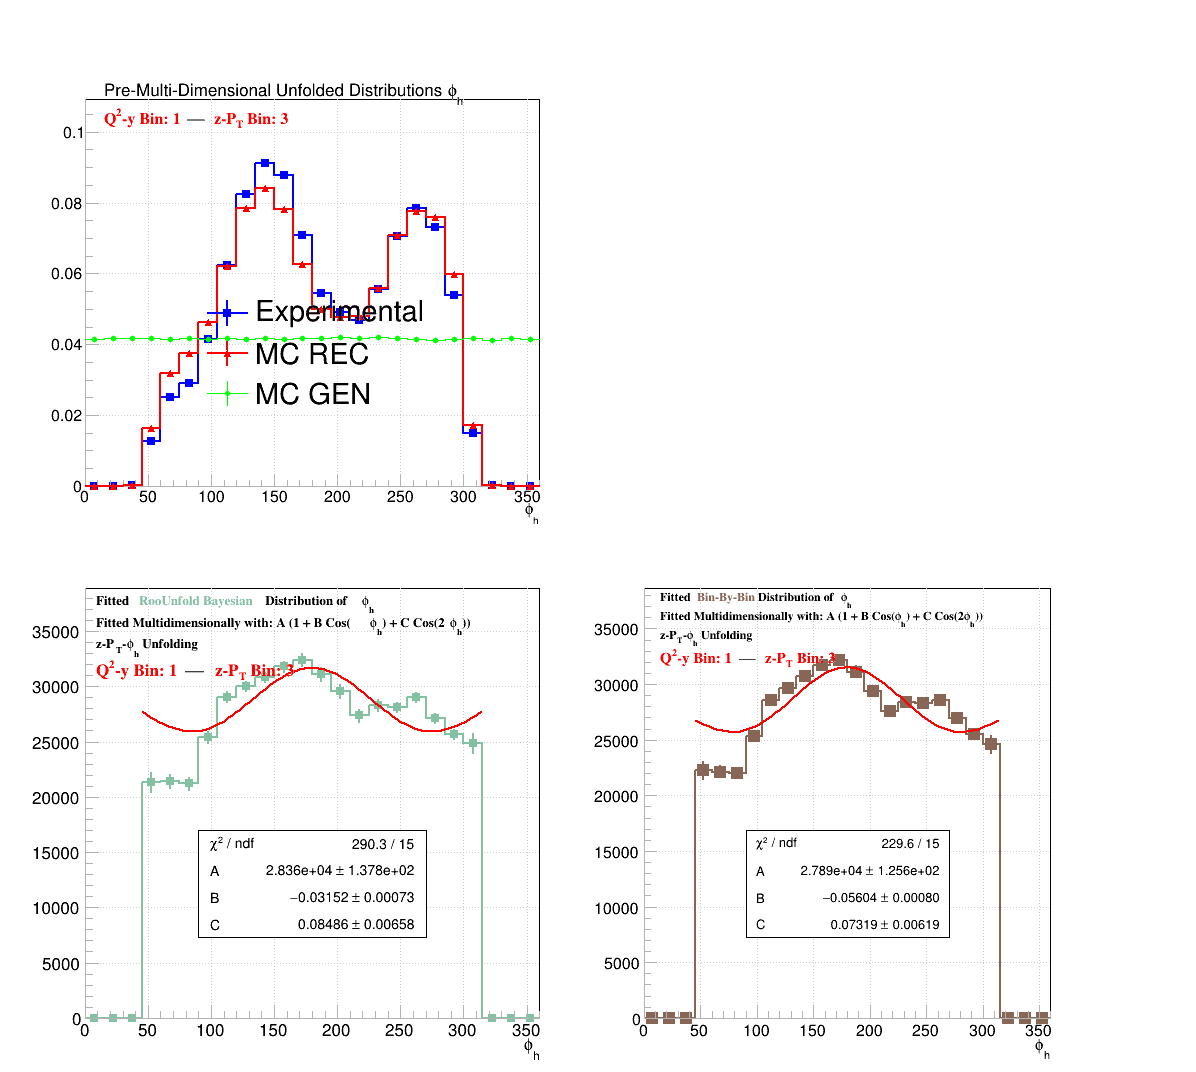 Pre-Multi-Dimensional Unfolded Distributions ϕh
Q2-y Bin: 1 — z-PT Bin: 3
0.1
0.08
0.06
0.04
0.02
0
Experimental
MC REC
MC GEN
0 50 100 150 200 250 300 350
ϕh
Fitted RooUnfold Bayesian Distribution of ϕh
Fitted Multidimensionally with: A (1 + B Cos(ϕh) + C Cos(2 ϕh))
z-PT-ϕh Unfolding
Q2-y Bin: 1 — z-PT Bin: 3
35000
30000
25000
20000
15000
10000
5000
0
χ2 / ndf 290.3 / 15
A 2.836e+04 ± 1.378e+02
B −0.03152 ± 0.00073
C 0.08486 ± 0.00658
0 50 100 150 200 250 300 350
ϕh
Fitted Bin-By-Bin Distribution of ϕh
Fitted Multidimensionally with: A (1 + B Cos(ϕh) + C Cos(2ϕh))
z-PT-ϕh Unfolding
Q2-y Bin: 1 — z-PT Bin: 3
35000
30000
25000
20000
15000
10000
5000
0
χ2 / ndf 229.6 / 15
A 2.789e+04 ± 1.256e+02
B −0.05604 ± 0.00080
C 0.07319 ± 0.00619
0 50 100 150 200 250 300 350
ϕh